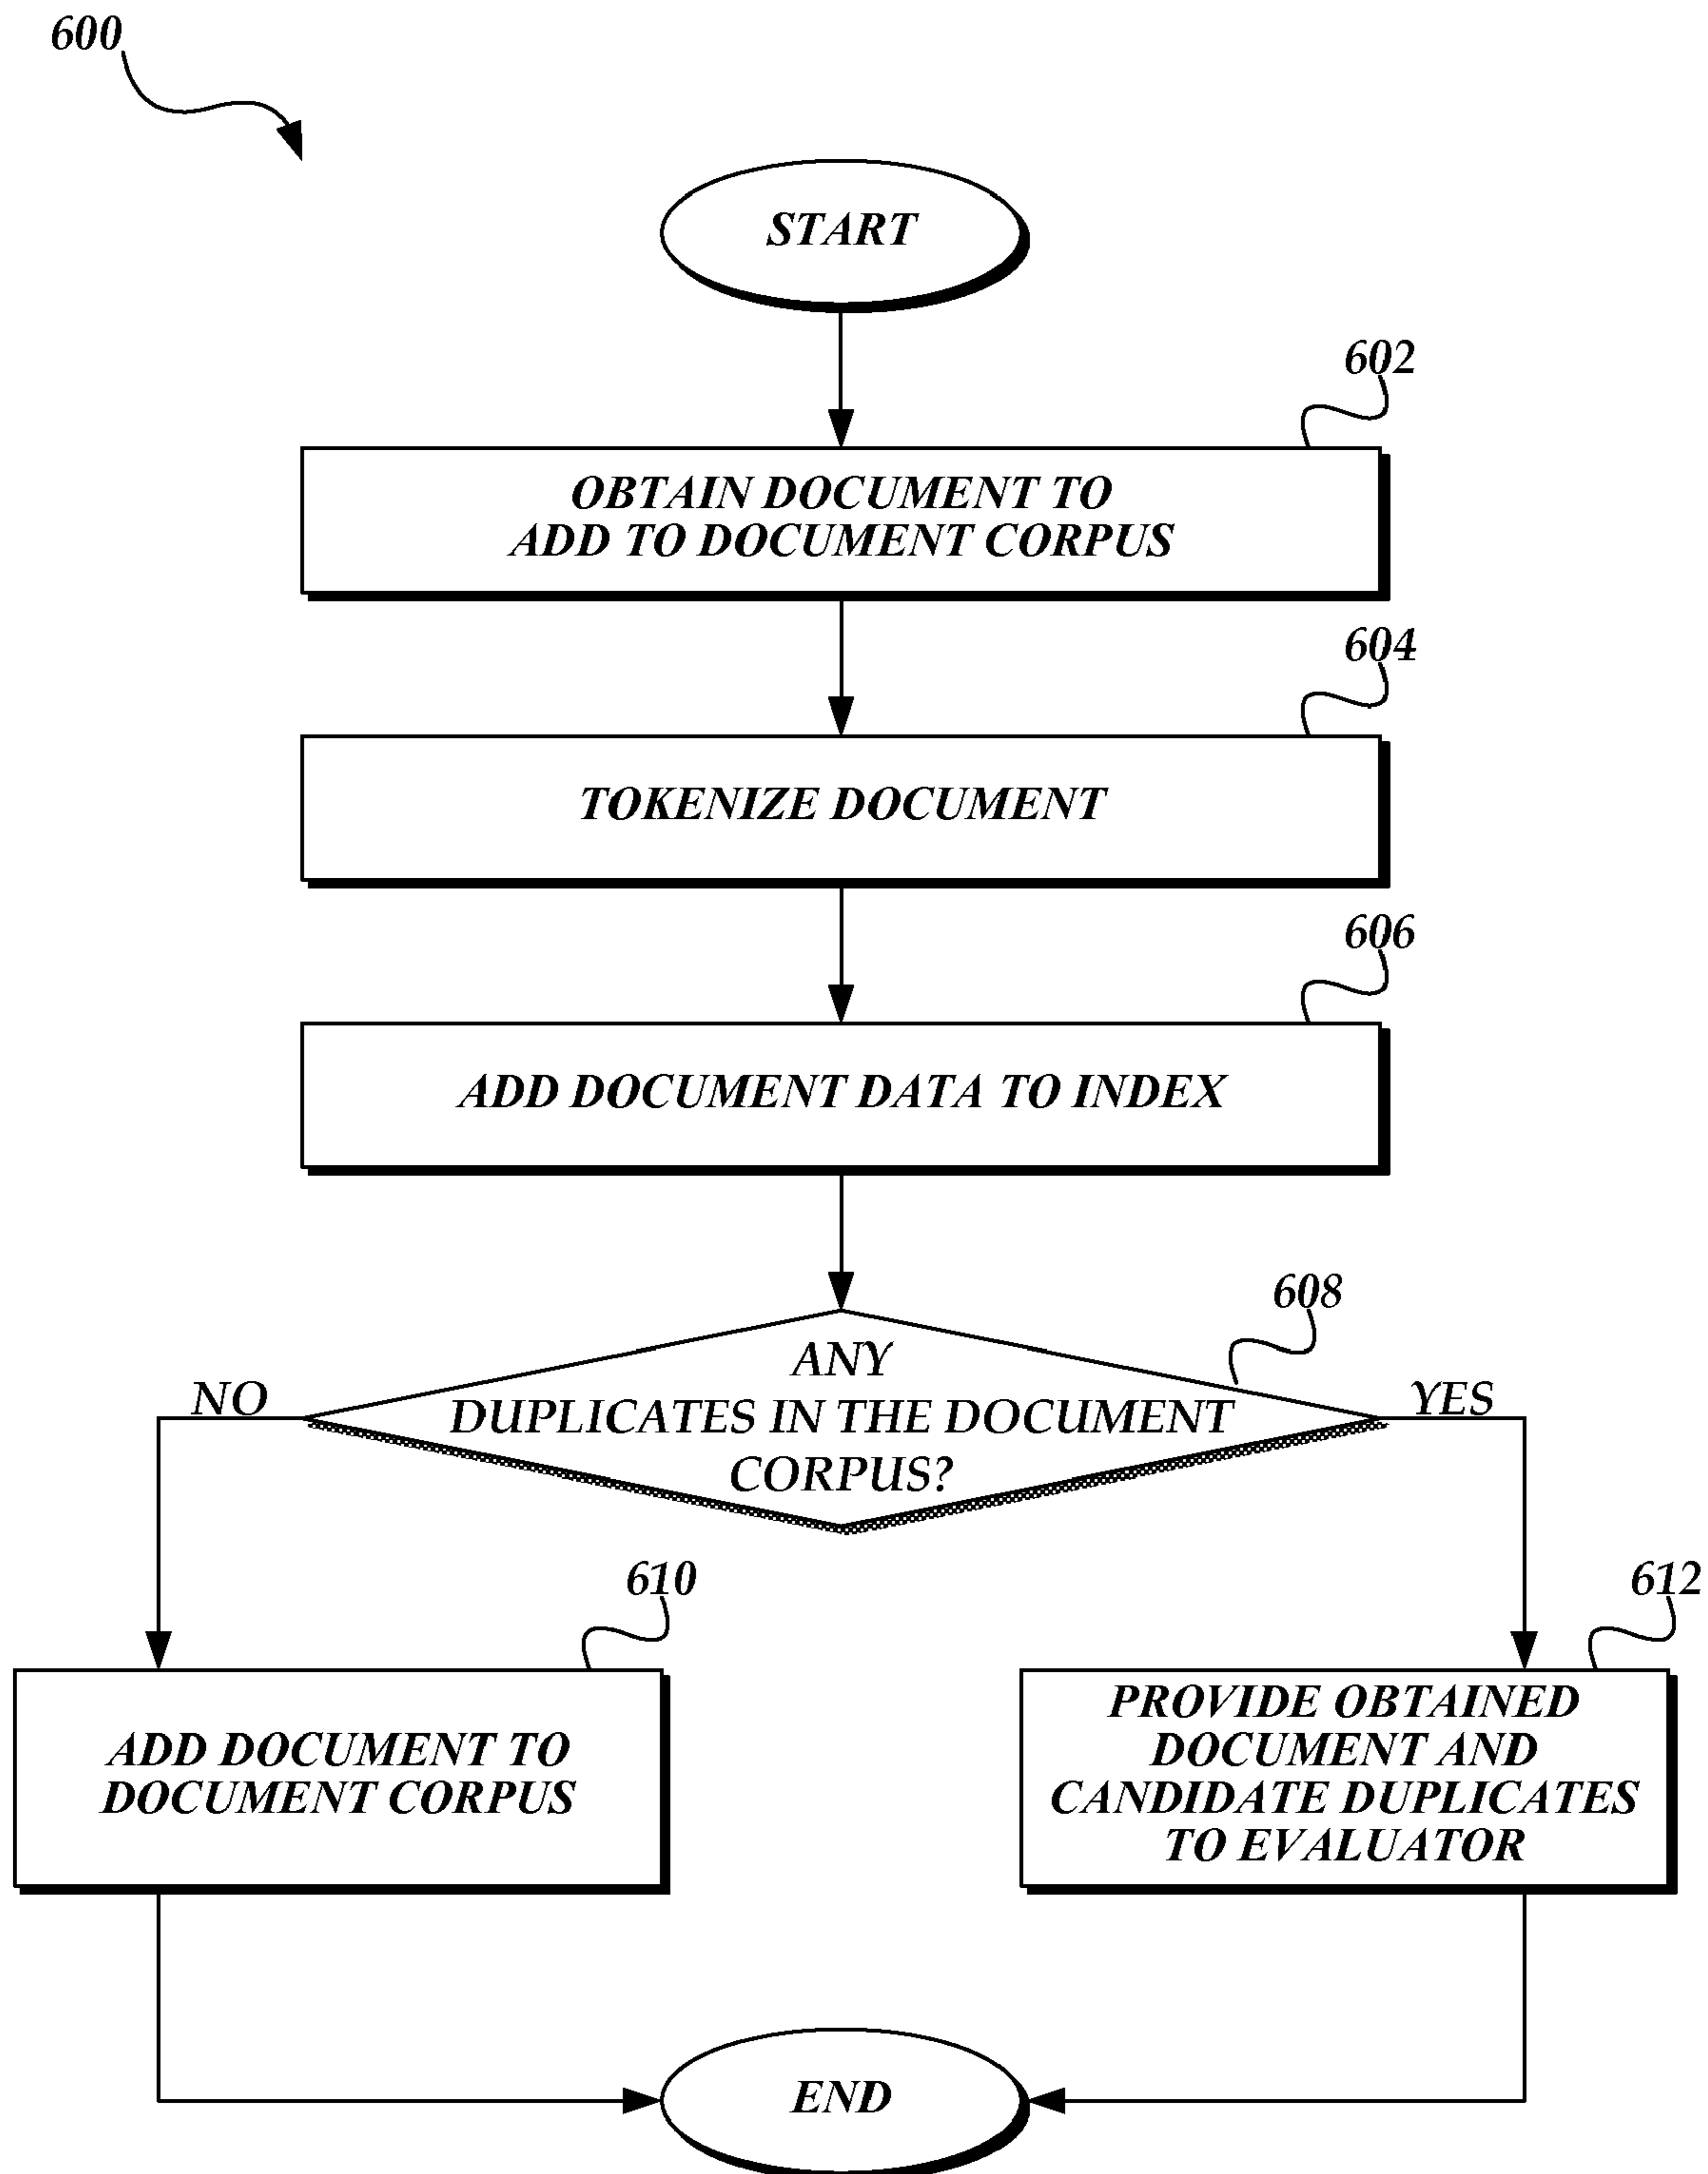 600
START
602
OBTAIN DOCUMENT TO
ADD TO DOCUMENT CORPUS
604
TOKENIZE DOCUMENT
606
ADD DOCUMENT DATA TO INDEX
608
ANY
DUPLICATES IN THE DOCUMENT
CORPUS?
NO
YES
610
ADD DOCUMENT TO
DOCUMENT CORPUS
612
PROVIDE OBTAINED
DOCUMENT AND
CANDIDATE DUPLICATES
TO EVALUATOR
END